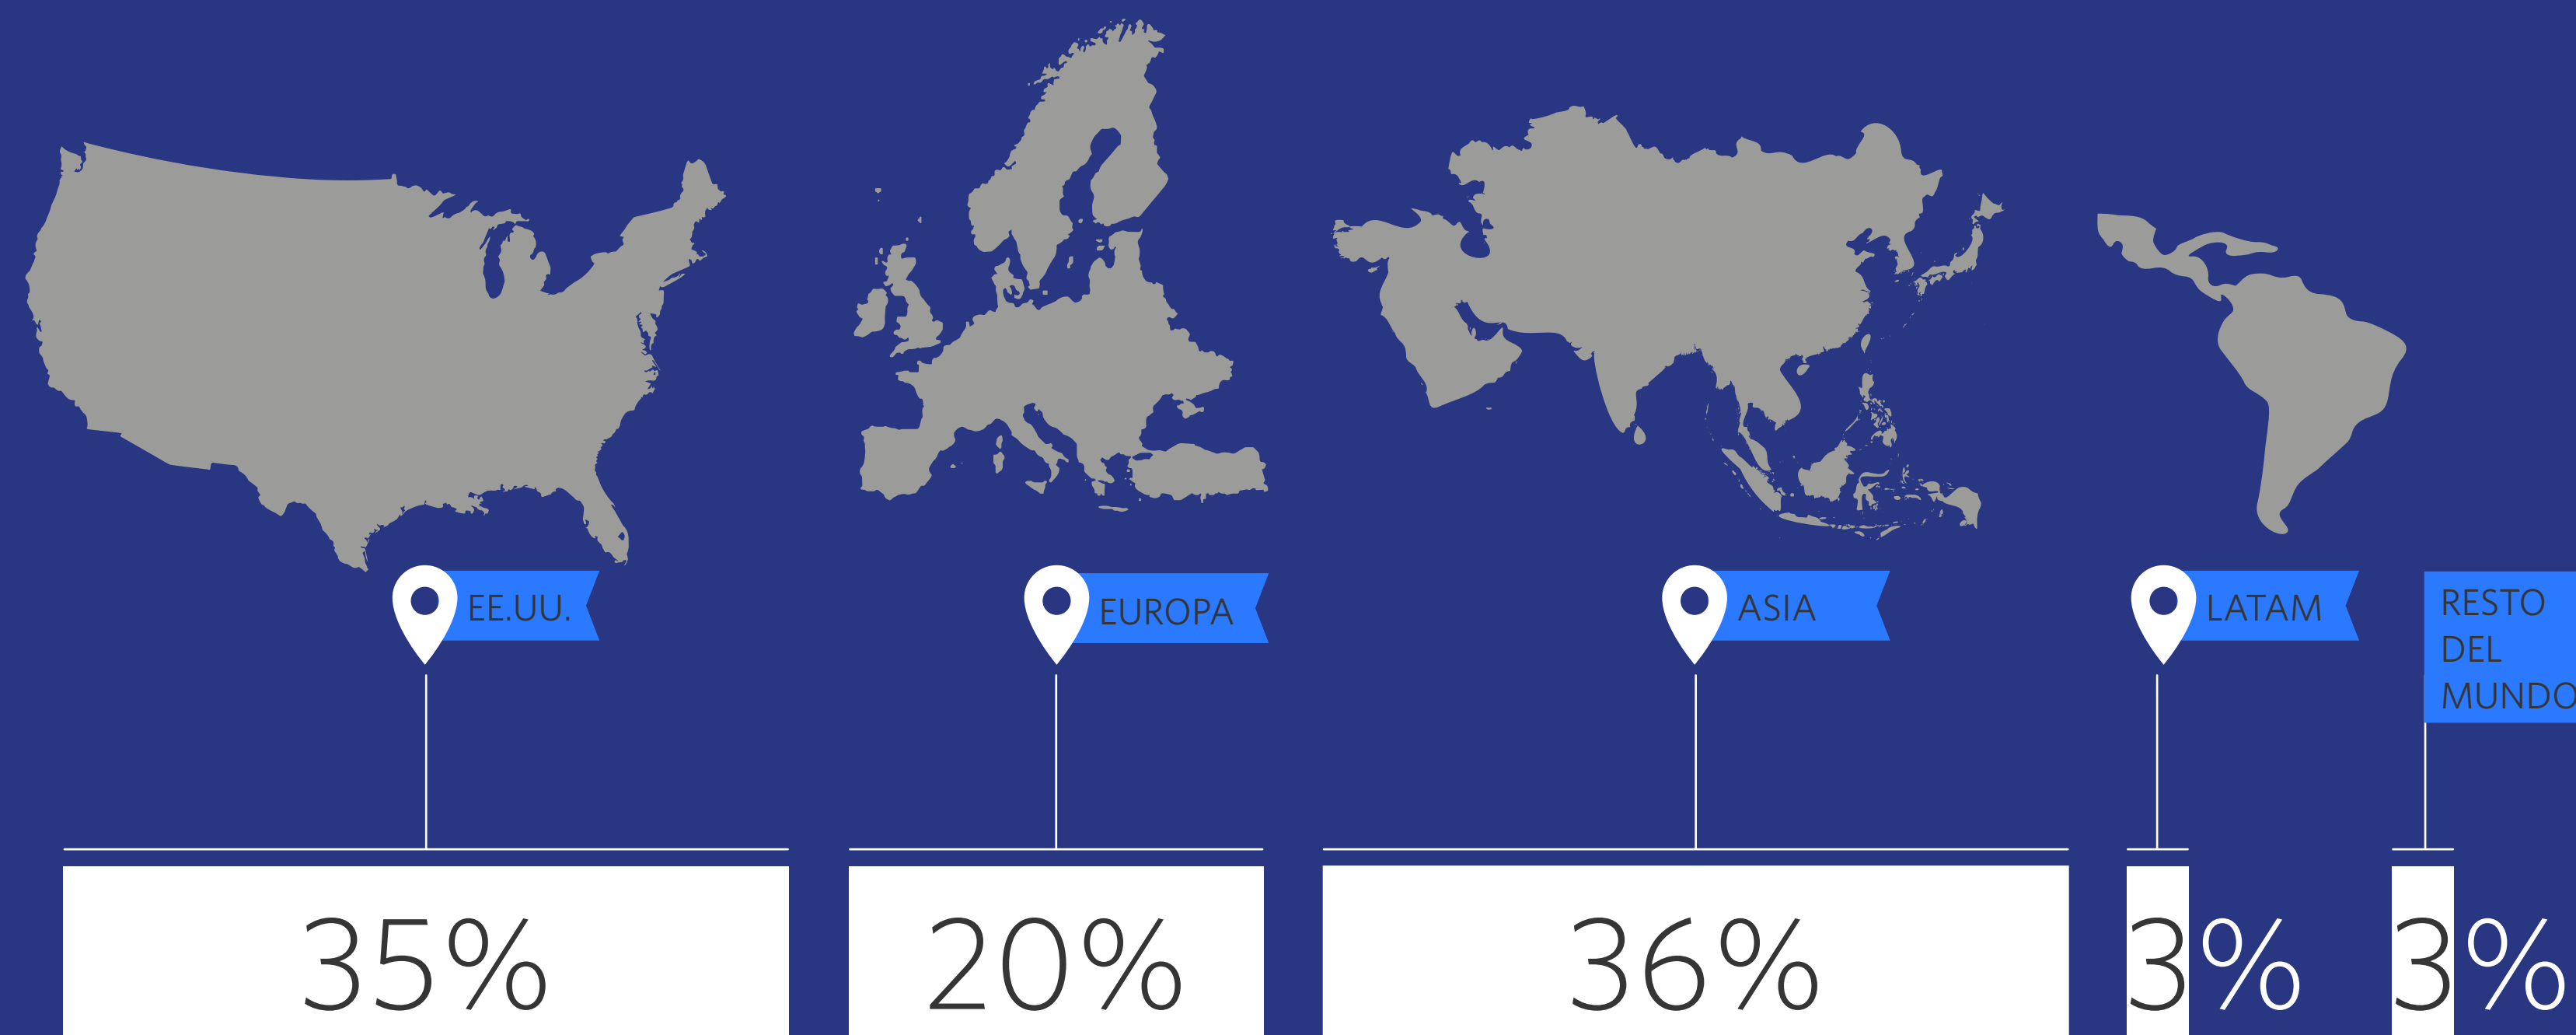 EE.UU.
EUROPA
ASIA
LATAM
RESTO
DEL
MUNDO
35%
20%
36%
3%
3%